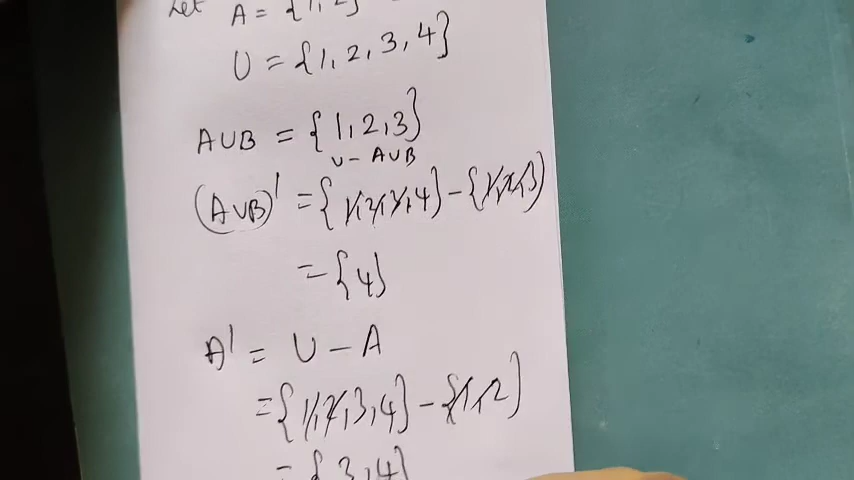 Let A = {1, 2}
U = {1, 2, 3, 4}
A∪B = {1, 2, 3}
U - A∪B
(A∪B)' = {1, 2, 3, 4} - {1, 2, 3}
= {4}
A' = U - A
= {1, 2, 3, 4} - {1, 2}
= {3, 4}